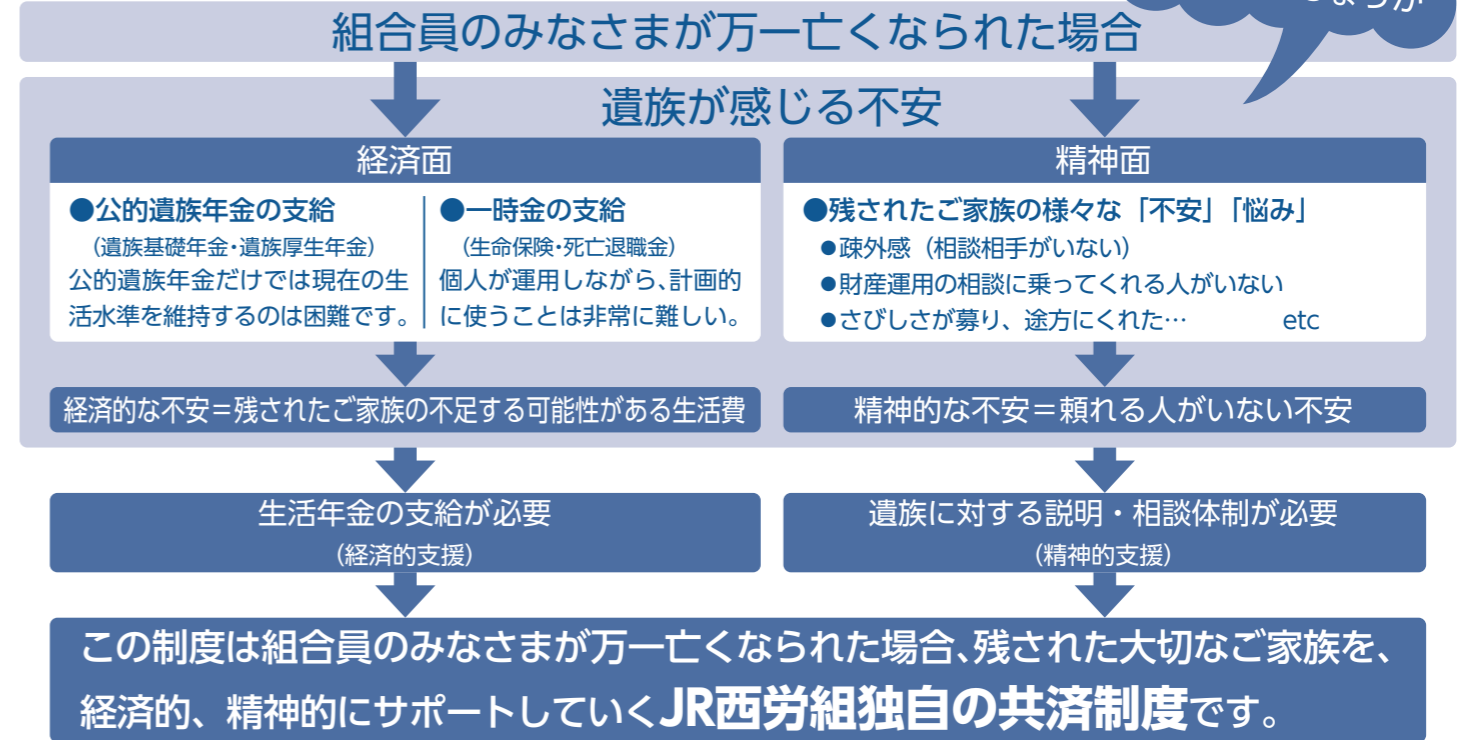 組合員のみなさまが万一亡くなられた場合
遺族が感じる不安
経済面
●公的遺族年金の支給
（遺族基礎年金・遺族厚生年金）
公的遺族年金だけでは現在の生
活水準を維持するのは困難です。
●一時金の支給
（生命保険・死亡退職金）
個人が運用しながら、計画的
に使うことは非常に難しい。
精神面
●残されたご家族の様々な「不安」「悩み」
●疎外感（相談相手がいない）
●財産運用の相談に乗ってくれる人がいない
●さびしさが募り、途方にくれた… etc
経済的な不安＝残されたご家族の不足する可能性がある生活費
精神的な不安＝頼れる人がいない不安
生活年金の支給が必要
（経済的支援）
遺族に対する説明・相談体制が必要
（精神的支援）
この制度は組合員のみなさまが万一亡くなられた場合、残された大切なご家族を、
経済的、精神的にサポートしていくJR西労組独自の共済制度です。